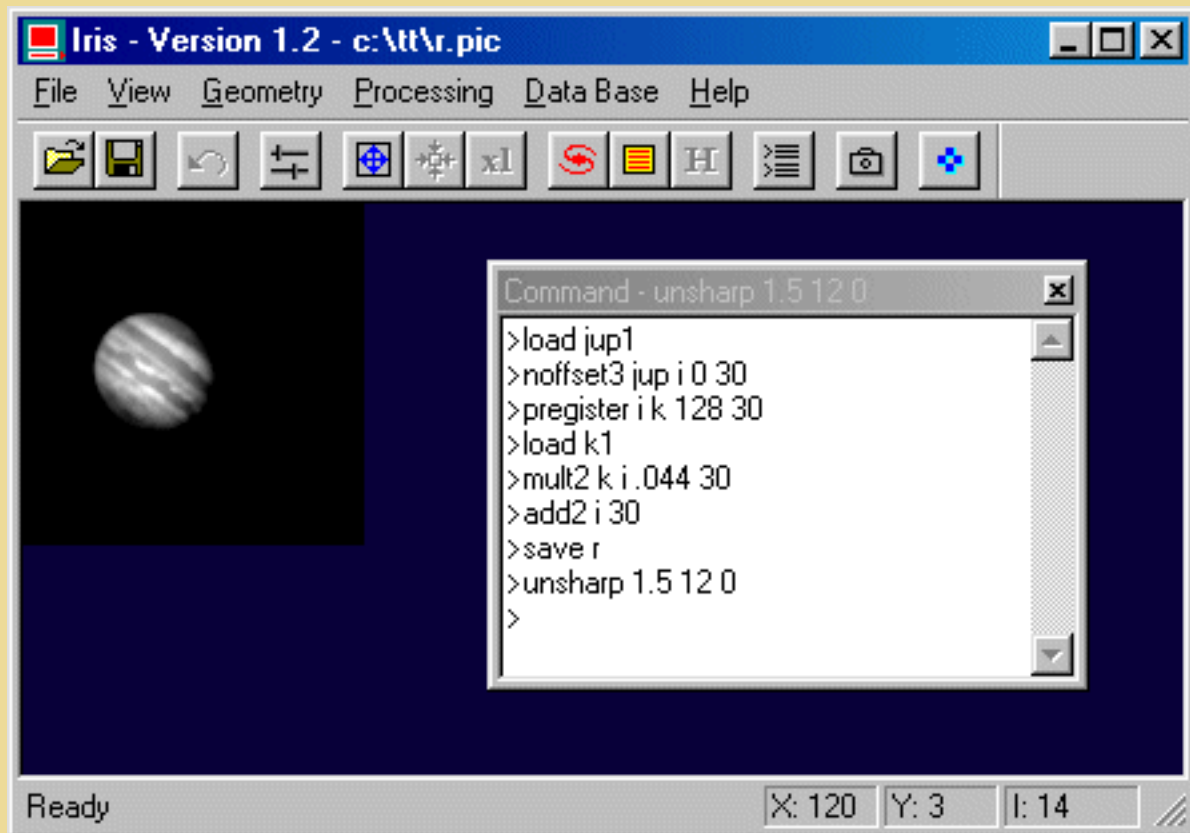 Iris - Version 1.2 - c:\tt\r.pic
File View Geometry Processing Data Base Help
x1 H
Command - unsharp 1.5 12 0
>load jup1
>noffset3 jup i 0 30
>pregister i k 128 30
>load k1
>mult2 k i .044 30
>add2 i 30
>save r
>unsharp 1.5 12 0
>
Ready X: 120 Y: 3 I: 14